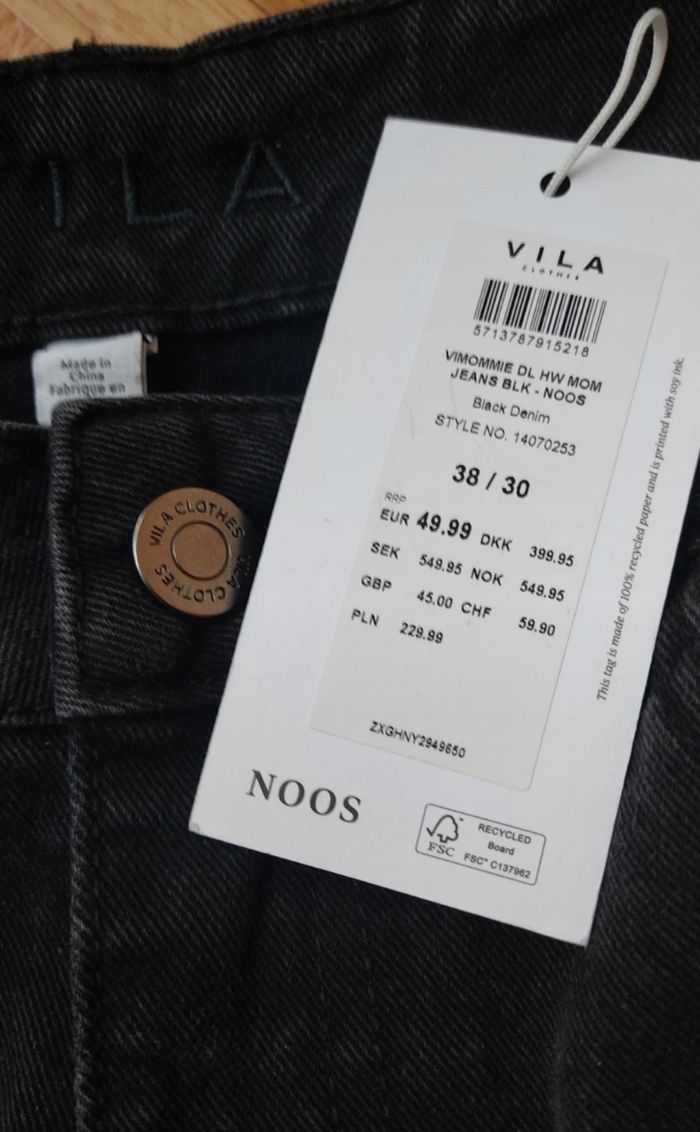 ILA
Made in
China
Fabriqué en
VILA CLOTHES
VILA CLOTHES
VILA
CLOTHES
5713787915218
VIMOMMIE DL HW MOM
JEANS BLK - NOOS
Black Denim
STYLE NO. 14070253
38 / 30
RRP
EUR 49.99 DKK 399.95
SEK 549.95 NOK 549.95
GBP 45.00 CHF 59.90
PLN 229.99
ZXGHNY2949650
This tag is made of 100% recycled paper and is printed with soy ink.
NOOS
FSC
RECYCLED
Board
FSC™ C137962